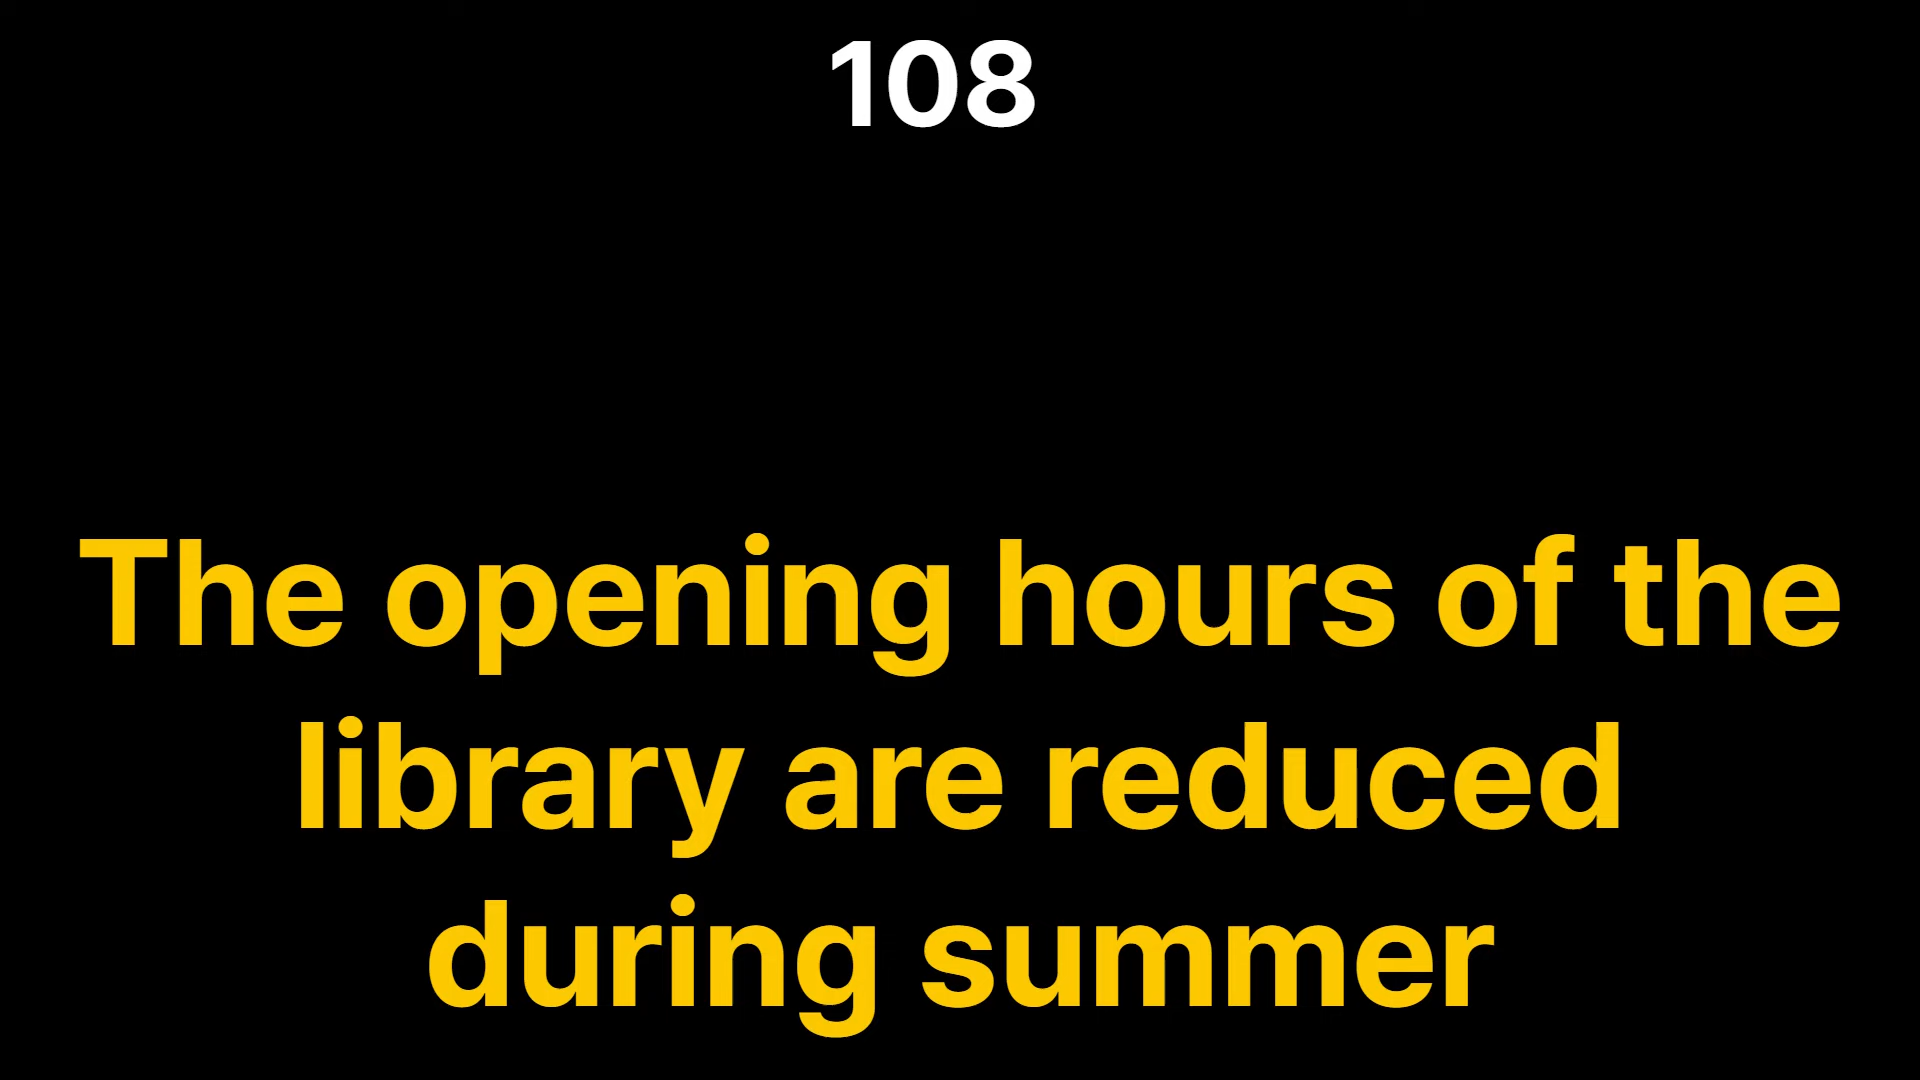 108
The opening hours of the
library are reduced
during summer